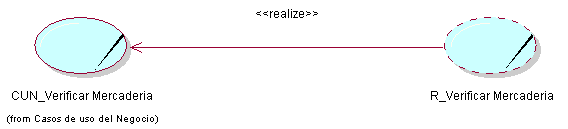 <<realize>>
CUN_Verificar Mercaderia
R_Verificar Mercaderia
(from Casos de uso del Negocio)